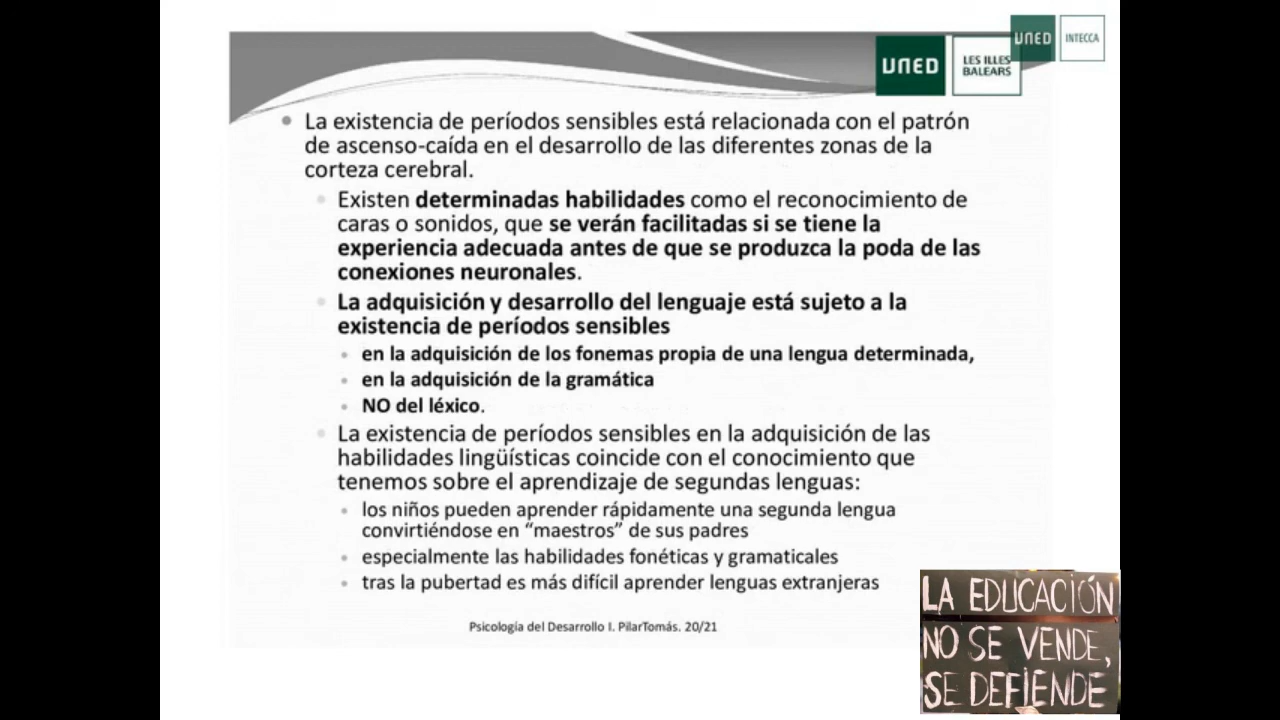 UNED
INTECCA
UNED
LES ILLES
BALEARS
La existencia de períodos sensibles está relacionada con el patrón
de ascenso-caída en el desarrollo de las diferentes zonas de la
corteza cerebral.
Existen determinadas habilidades como el reconocimiento de
caras o sonidos, que se verán facilitadas si se tiene la
experiencia adecuada antes de que se produzca la poda de las
conexiones neuronales.
La adquisición y desarrollo del lenguaje está sujeto a la
existencia de períodos sensibles
en la adquisición de los fonemas propia de una lengua determinada,
en la adquisición de la gramática
NO del léxico.
La existencia de períodos sensibles en la adquisición de las
habilidades lingüísticas coincide con el conocimiento que
tenemos sobre el aprendizaje de segundas lenguas:
los niños pueden aprender rápidamente una segunda lengua
convirtiéndose en “maestros” de sus padres
especialmente las habilidades fonéticas y gramaticales
tras la pubertad es más difícil aprender lenguas extranjeras
Psicología del Desarrollo I. PilarTomás. 20/21
LA EDUCACIÓN
NO SE VENDE,
SE DEFIENDE